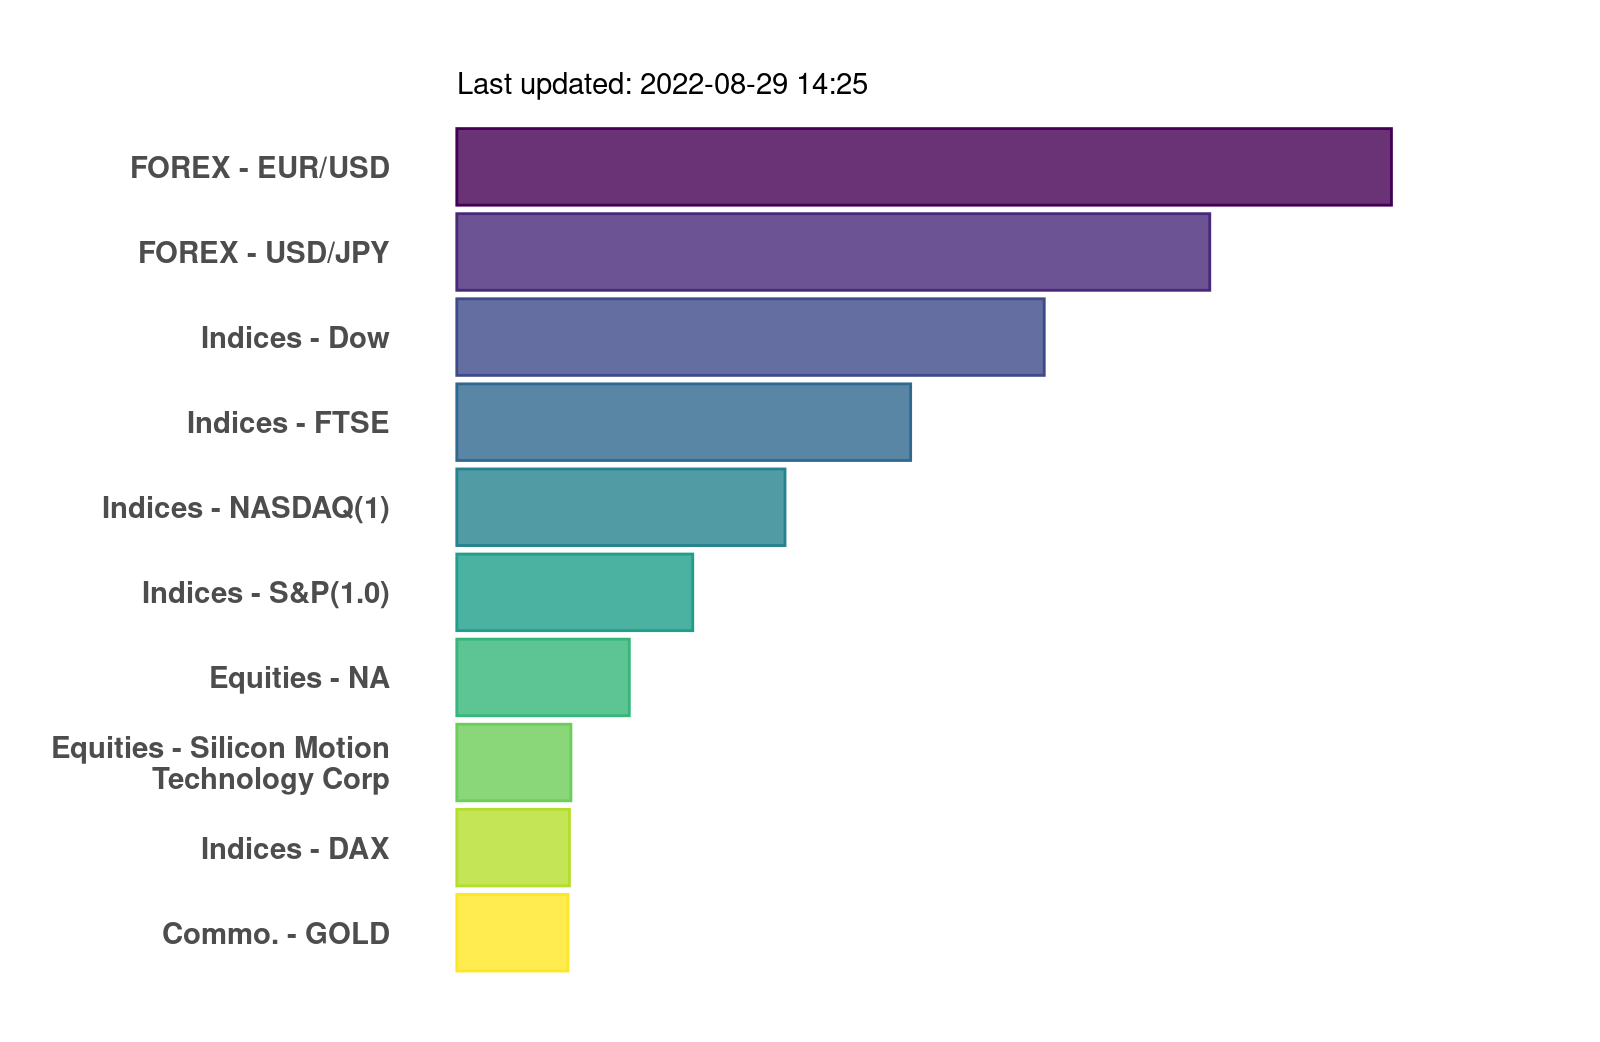 Last updated: 2022-08-29 14:25
FOREX - EUR/USD
FOREX - USD/JPY
Indices - Dow
Indices - FTSE
Indices - NASDAQ(1)
Indices - S&P(1.0)
Equities - NA
Equities - Silicon Motion
Technology Corp
Indices - DAX
Commo. - GOLD